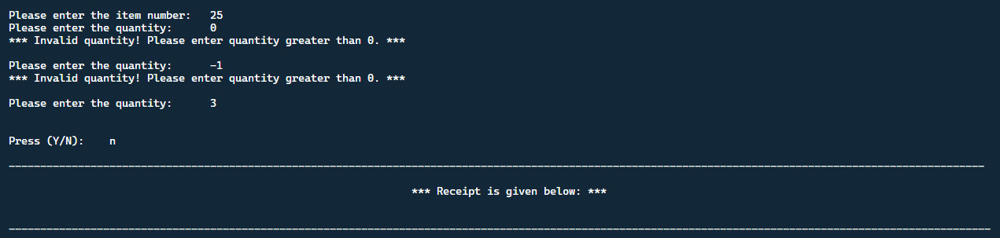 Please enter the item number:   25
Please enter the quantity:      0
*** Invalid quantity! Please enter quantity greater than 0. ***
Please enter the quantity:      -1
*** Invalid quantity! Please enter quantity greater than 0. ***
Please enter the quantity:      3
Press (Y/N):    n
*** Receipt is given below: ***